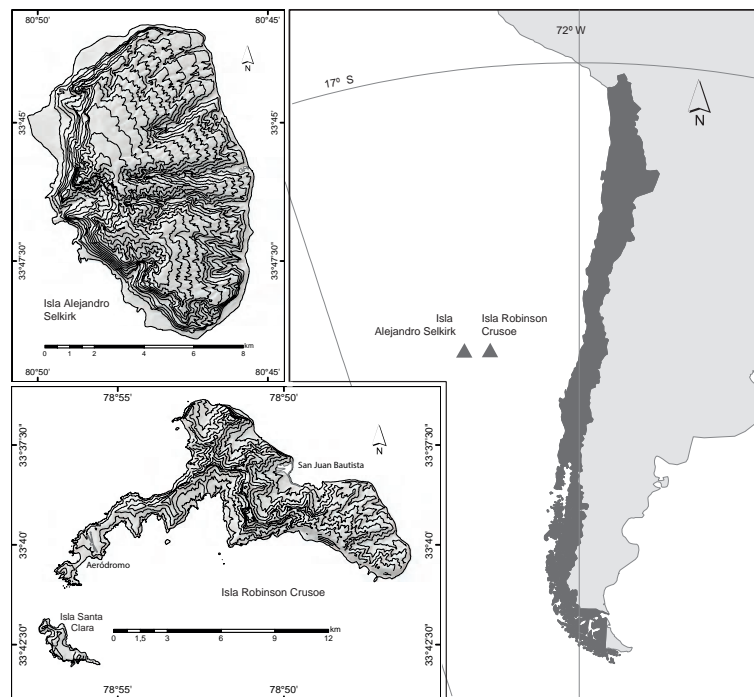 80°50'
80°45'
33°45'
33°45'
N
33°47'30"
33°47'30"
Isla Alejandro
Selkirk
km
0 1 2 4 6 8
80°50'
80°45'
72° W
17° S
N
Isla
Alejandro Selkirk
Isla Robinson
Crusoe
78°55'
78°50'
33°37'30"
33°37'30"
N
San Juan Bautista
33°40'
33°40'
Aeródromo
Isla Robinson Crusoe
Isla Santa
Clara
km
0 1,5 3 6 9 12
33°42'30"
33°42'30"
78°55'
78°50'